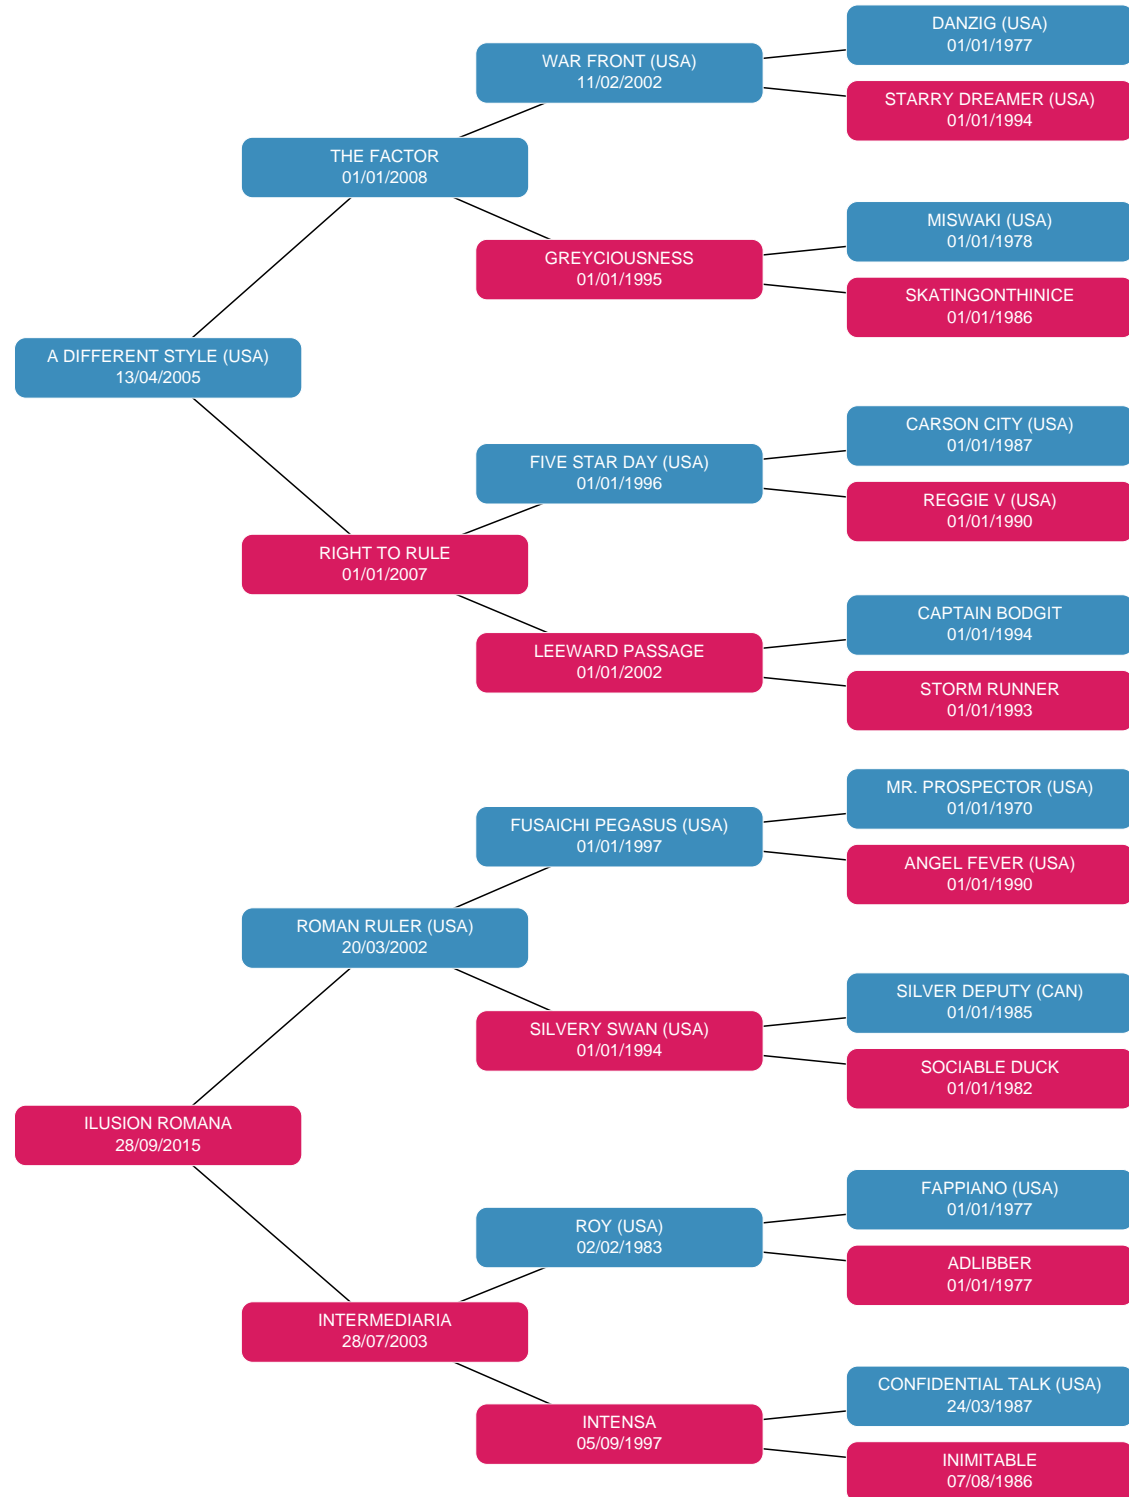 DANZIG (USA)
01/01/1977
WAR FRONT (USA)
11/02/2002
STARRY DREAMER (USA)
01/01/1994
THE FACTOR
01/01/2008
MISWAKI (USA)
01/01/1978
GREYCIOUSNESS
01/01/1995
SKATINGONTHINICE
01/01/1986
A DIFFERENT STYLE (USA)
13/04/2005
CARSON CITY (USA)
01/01/1987
FIVE STAR DAY (USA)
01/01/1996
REGGIE V (USA)
01/01/1990
RIGHT TO RULE
01/01/2007
CAPTAIN BODGIT
01/01/1994
LEEWARD PASSAGE
01/01/2002
STORM RUNNER
01/01/1993
MR. PROSPECTOR (USA)
01/01/1970
FUSAICHI PEGASUS (USA)
01/01/1997
ANGEL FEVER (USA)
01/01/1990
ROMAN RULER (USA)
20/03/2002
SILVER DEPUTY (CAN)
01/01/1985
SILVERY SWAN (USA)
01/01/1994
SOCIABLE DUCK
01/01/1982
ILUSION ROMANA
28/09/2015
FAPPIANO (USA)
01/01/1977
ROY (USA)
02/02/1983
ADLIBBER
01/01/1977
INTERMEDIARIA
28/07/2003
CONFIDENTIAL TALK (USA)
24/03/1987
INTENSA
05/09/1997
INIMITABLE
07/08/1986